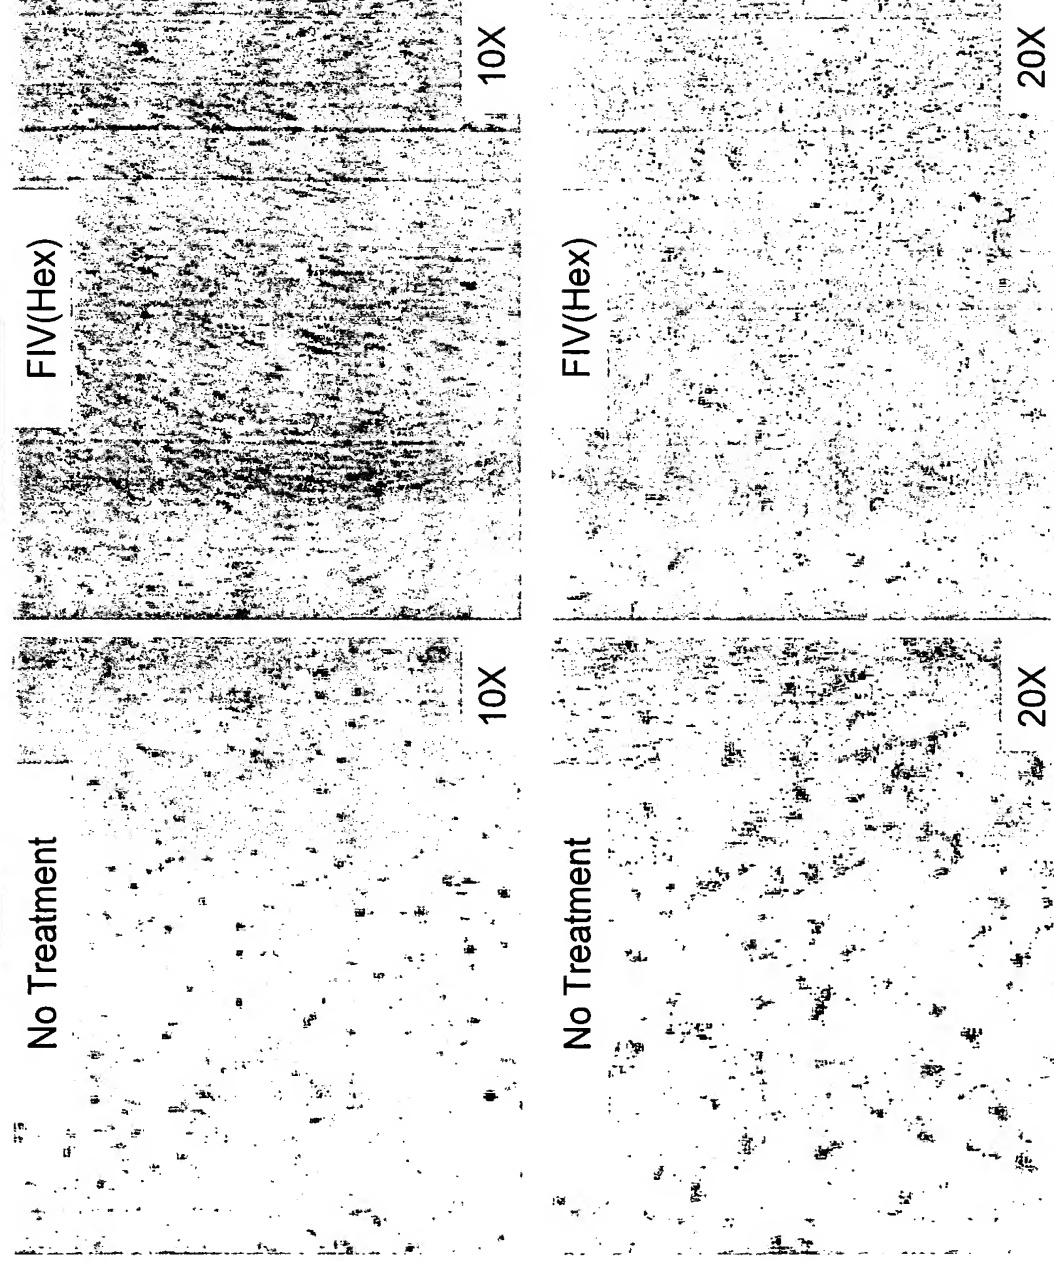 No Treatment
10X
FIV(Hex)
10X
No Treatment
20X
FIV(Hex)
20X